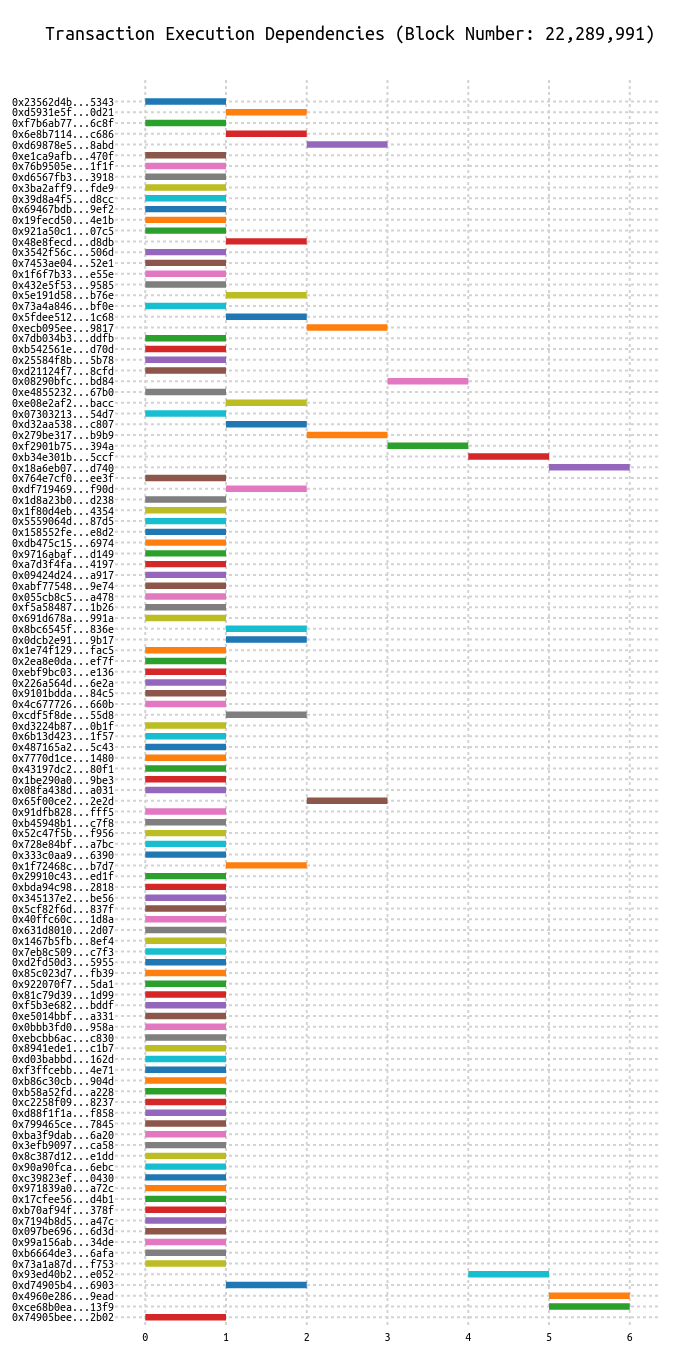 Transaction Execution Dependencies (Block Number: 22,289,991)
0x23562d4b...5343
0xd5931e5f...0d21
0xf7b6ab77...6c8f
0x6e8b7114...c686
0xd69878e5...8abd
0xe1ca9afb...470f
0x76b9505e...1f1f
0xd6567fb3...3918
0x3ba2aff9...fde9
0x39d8a4f5...d8cc
0x69467bdb...9ef2
0x19fecd50...4e1b
0x921a50c1...07c5
0x48e8fecd...d8db
0x3542f56c...506d
0x7453ae04...52e1
0x1f6f7b33...e55e
0x432e5f53...9585
0x5e191d58...b76e
0x73a4a846...bf0e
0x5fdee512...1c68
0xecb095ee...9817
0x7db034b3...ddfb
0xb542561e...d70d
0x25584f8b...5b78
0xd21124f7...8cfd
0x08290bfc...bd84
0xe4855232...67b0
0xe08e2af2...bacc
0x07303213...54d7
0xd32aa538...c807
0x279be317...b9b9
0xf2901b75...394a
0xb34e301b...5ccf
0x18a6eb07...d740
0x764e7cf0...ee3f
0xdf719469...f90d
0x1d8a23b0...d238
0x1f80d4eb...4354
0x5559064d...87d5
0x158552fe...e8d2
0xdb475c15...6974
0x9716abaf...d149
0xa7d3f4fa...4197
0x09424d24...a917
0xabf77548...9e74
0x055cb8c5...a478
0xf5a58487...1b26
0x691d678a...991a
0x8bc6545f...836e
0x0dcb2e91...9b17
0x1e74f129...fac5
0x2ea8e0da...ef7f
0xebf9bc03...e136
0x226a564d...6e2a
0x9101bdda...84c5
0x4c677726...660b
0xcdf5f8de...55d8
0xd3224b87...0b1f
0x6b13d423...1f57
0x487165a2...5c43
0x7770d1ce...1480
0x43197dc2...80f1
0x1be290a0...9be3
0x08fa438d...a031
0x65f00ce2...2e2d
0x91dfb828...fff5
0xb45948b1...c7f8
0x52c47f5b...f956
0x728e84bf...a7bc
0x333c0aa9...6390
0x1f72468c...b7d7
0x29910c43...ed1f
0xbda94c98...2818
0x345137e2...be56
0x5cf82f6d...837f
0x40ffc60c...1d8a
0x631d8010...2d07
0x1467b5fb...8ef4
0x7eb8c509...c7f3
0xd2fd50d3...5955
0x85c023d7...fb39
0x922070f7...5da1
0x81c79d39...1d99
0xf5b3e682...bddf
0xe5014bbf...a331
0x0bbb3fd0...958a
0xebcbb6ac...c830
0x8941ede1...c1b7
0xd03babbd...162d
0xf3ffcebb...4e71
0xb86c30cb...904d
0xb58a52fd...a228
0xc2258f09...8237
0xd88f1f1a...f858
0x799465ce...7845
0xba3f9dab...6a20
0x3efb9097...ca58
0x8c387d12...e1dd
0x90a90fca...6ebc
0xc39823ef...0430
0x971839a0...a72c
0x17cfee56...d4b1
0xb70af94f...378f
0x7194b8d5...a47c
0x097be696...6d3d
0x99a156ab...34de
0xb6664de3...6afa
0x73a1a87d...f753
0x93ed40b2...e052
0xd74905b4...6903
0x4960e286...9ead
0xce68b0ea...13f9
0x74905bee...2b02
0 1 2 3 4 5 6